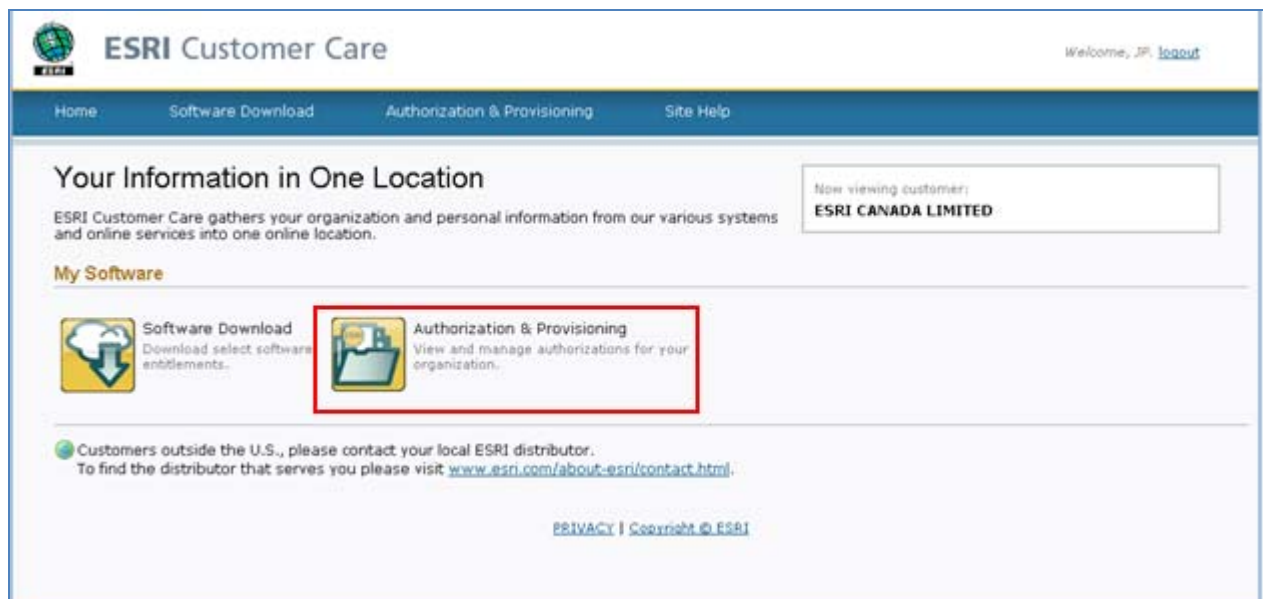 ESRI
ESRI Customer Care
Welcome, JP. logout
Home Software Download Authorization & Provisioning Site Help
Your Information in One Location
ESRI Customer Care gathers your organization and personal information from our various systems
and online services into one online location.
Now viewing customer:
ESRI CANADA LIMITED
My Software
Software Download
Download select software
entitlements.
ESRI
Authorization & Provisioning
View and manage authorizations for your
organization.
Customers outside the U.S., please contact your local ESRI distributor.
To find the distributor that serves you please visit www.esri.com/about-esri/contact.html.
PRIVACY | Copyright © ESRI